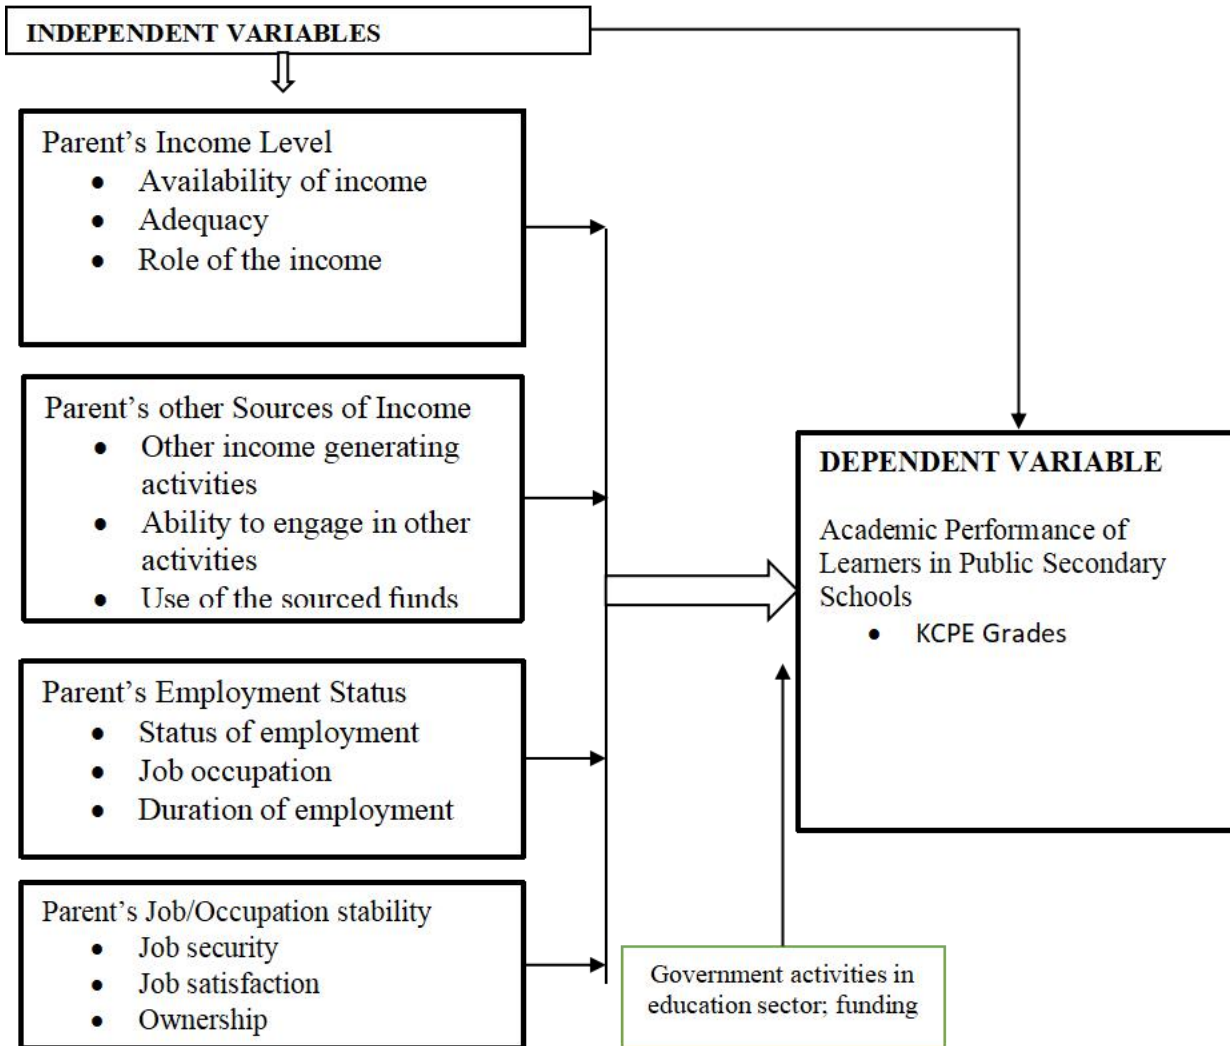 INDEPENDENT VARIABLES
Parent’s Income Level
● Availability of income
● Adequacy
● Role of the income
Parent’s other Sources of Income
● Other income generating
activities
● Ability to engage in other
activities
● Use of the sourced funds
Parent’s Employment Status
● Status of employment
● Job occupation
● Duration of employment
Parent’s Job/Occupation stability
● Job security
● Job satisfaction
● Ownership
DEPENDENT VARIABLE
Academic Performance of
Learners in Public Secondary
Schools
● KCPE Grades
Government activities in
education sector; funding